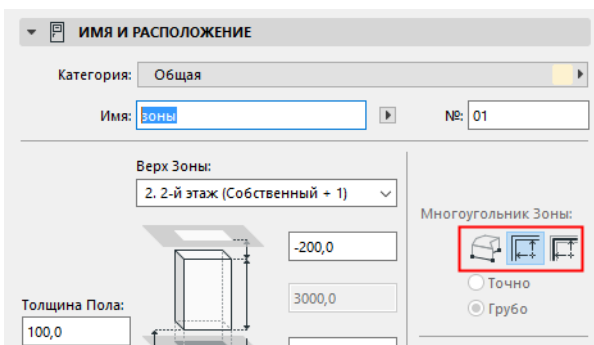 ИМЯ И РАСПОЛОЖЕНИЕ
Категория: Общая
Имя: зоны №: 01
Верх Зоны:
2. 2-й этаж (Собственный + 1)
Многоугольник Зоны:
-200,0
Точно
3000,0
Грубо
Толщина Пола:
100,0